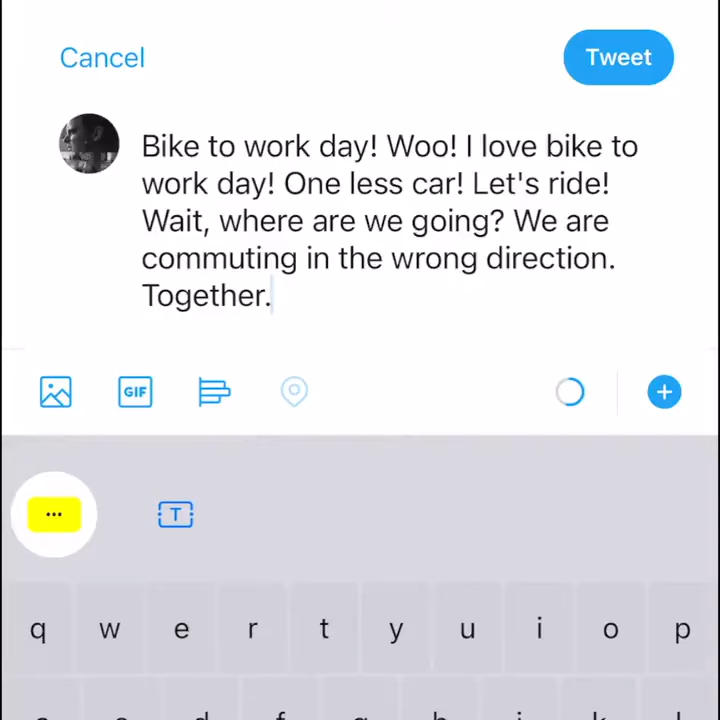 Cancel
Tweet
Bike to work day! Woo! I love bike to
work day! One less car! Let's ride!
Wait, where are we going? We are
commuting in the wrong direction.
Together.
GIF
...
T
q w e r t y u i o p